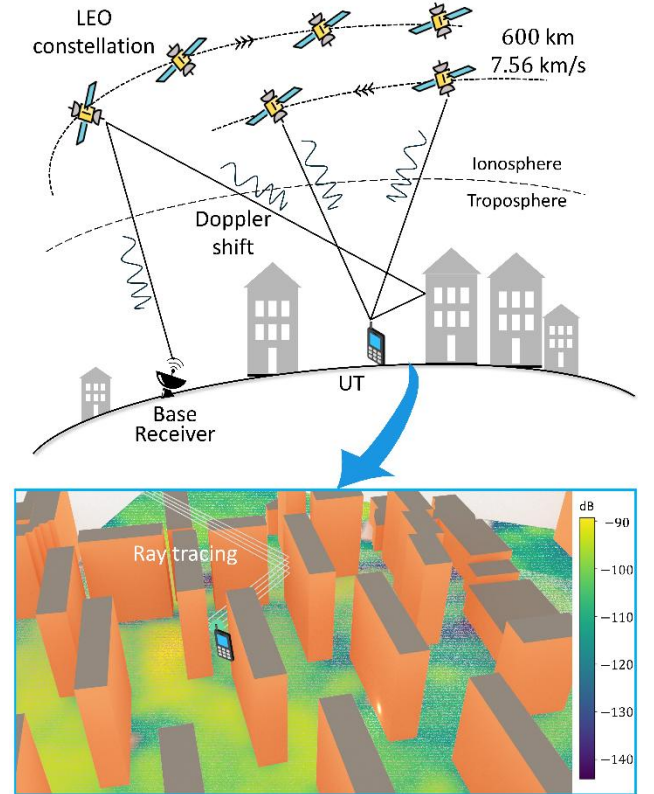 LEO
constellation
600 km
7.56 km/s
Ionosphere
Troposphere
Doppler
shift
UT
Base
Receiver
Ray tracing
dB
−90
−100
−110
−120
−130
−140